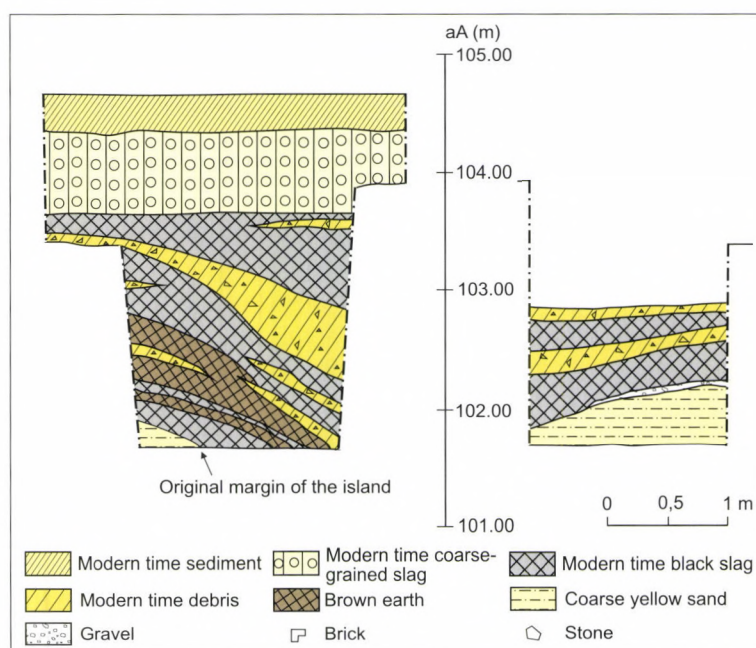 aA (m)
105.00
104.00
103.00
102.00
101.00
Original margin of the island
0 0,5 1 m
Modern time sediment
Modern time coarse-
grained slag
Modern time black slag
Modern time debris
Brown earth
Coarse yellow sand
Gravel
Brick
Stone